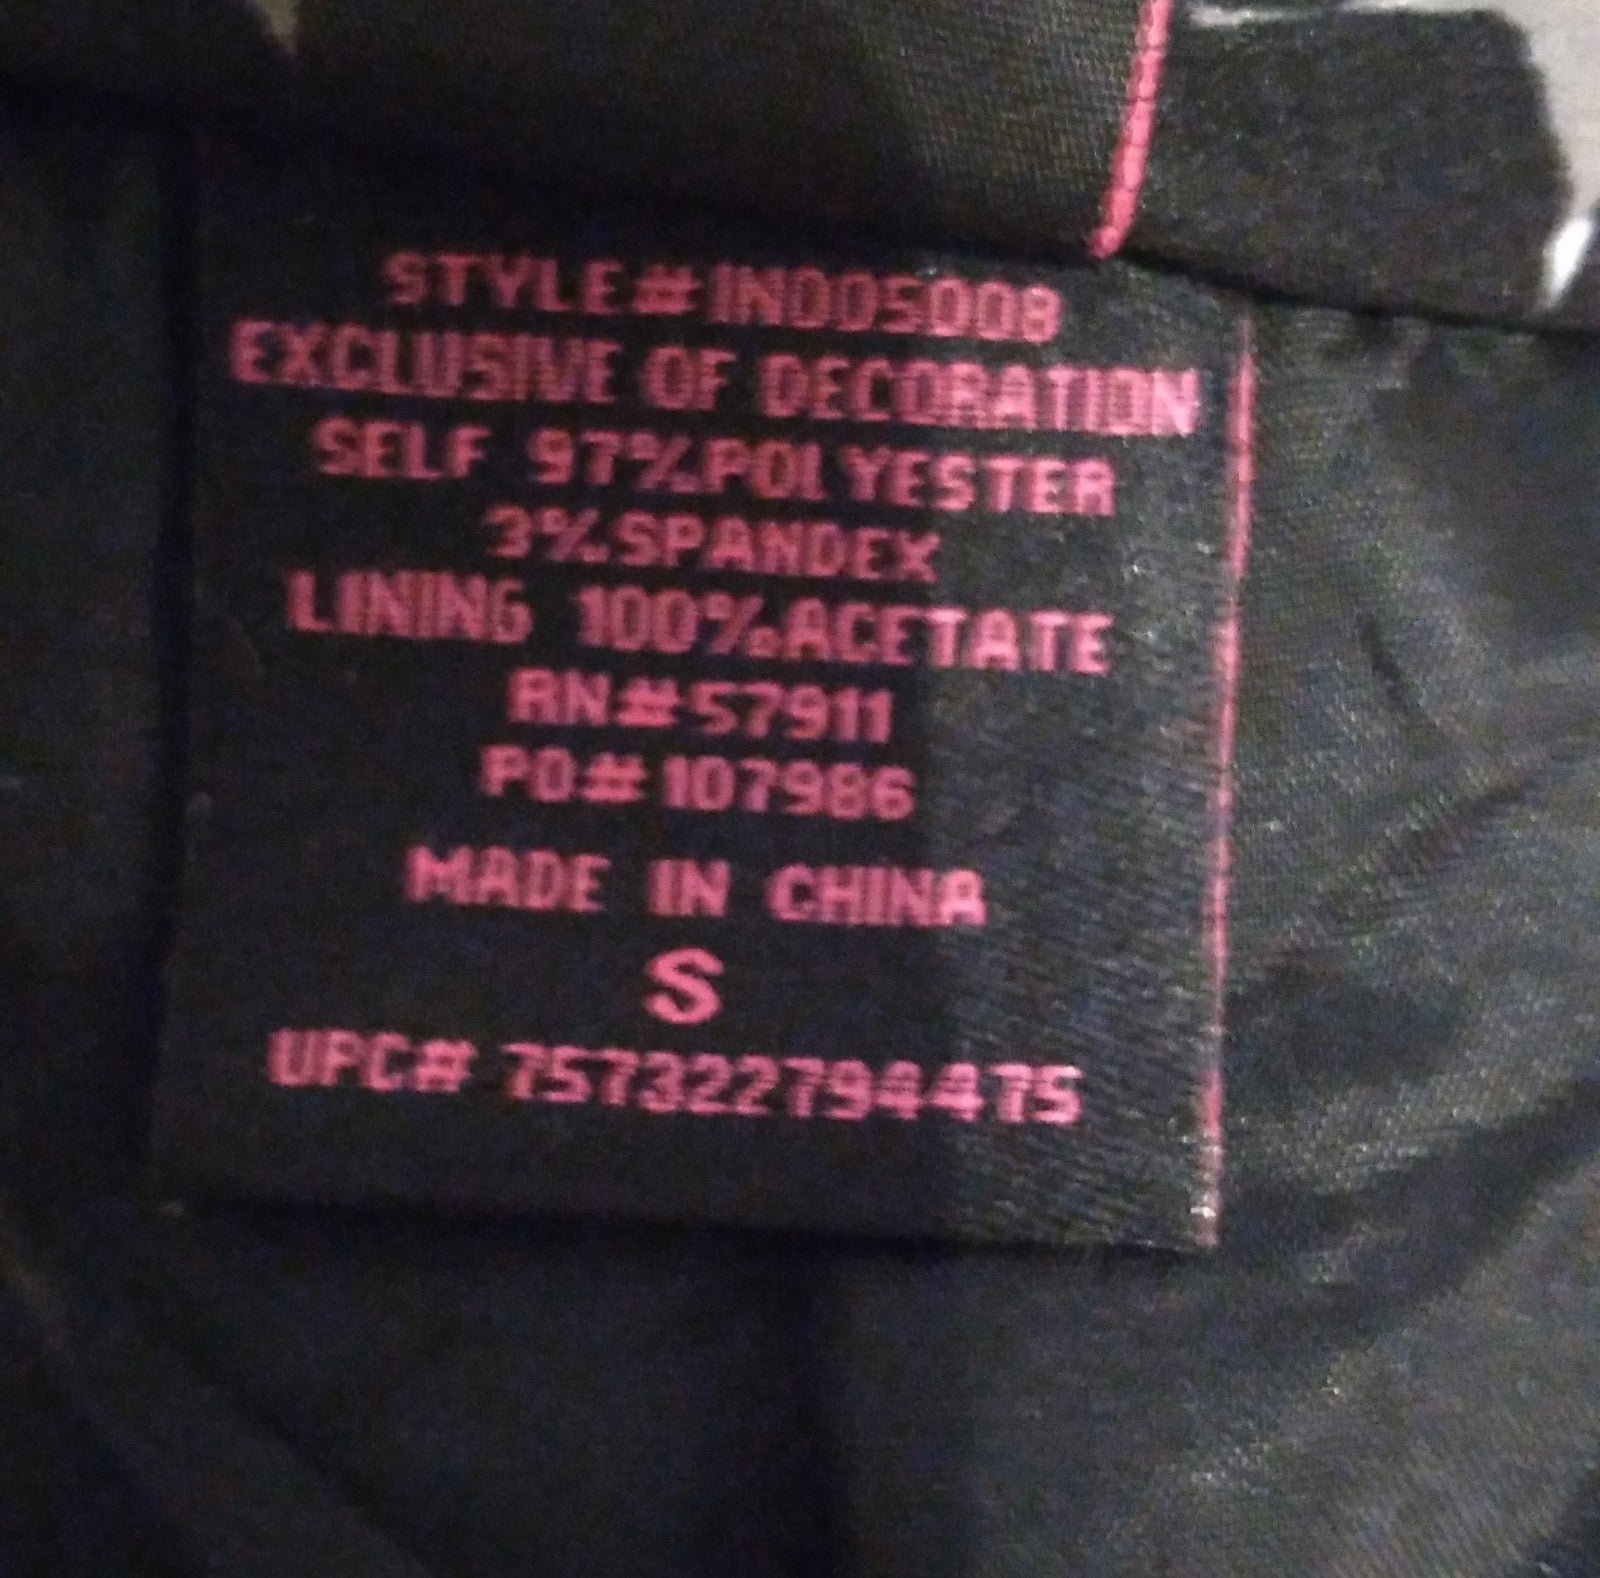 STYLE#IND05008
EXCLUSIVE OF DECORATION
SELF 97%POLYESTER
3%SPANDEX
LINING 100%ACETATE
RN#57911
PO#107986
MADE IN CHINA
S
UPC# 757322794475